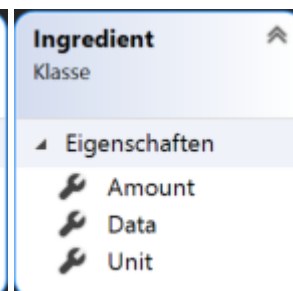 Ingredient
Klasse
Eigenschaften
Amount
Data
Unit